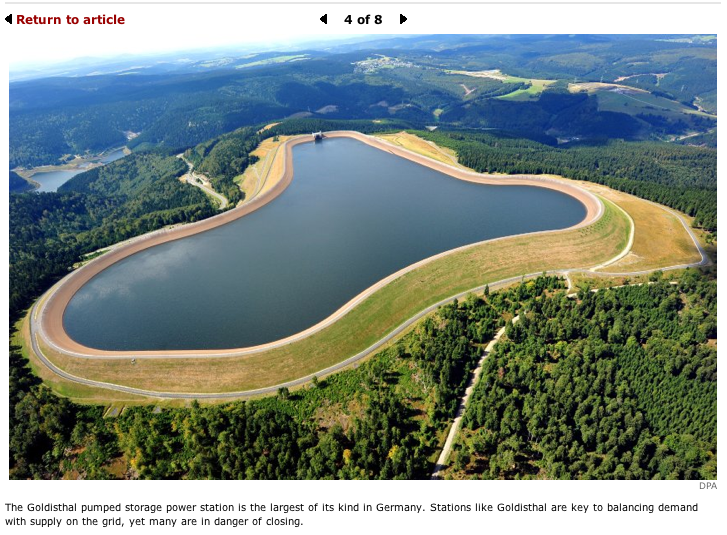 Return to article
4 of 8
DPA
The Goldisthal pumped storage power station is the largest of its kind in Germany. Stations like Goldisthal are key to balancing demand
with supply on the grid, yet many are in danger of closing.